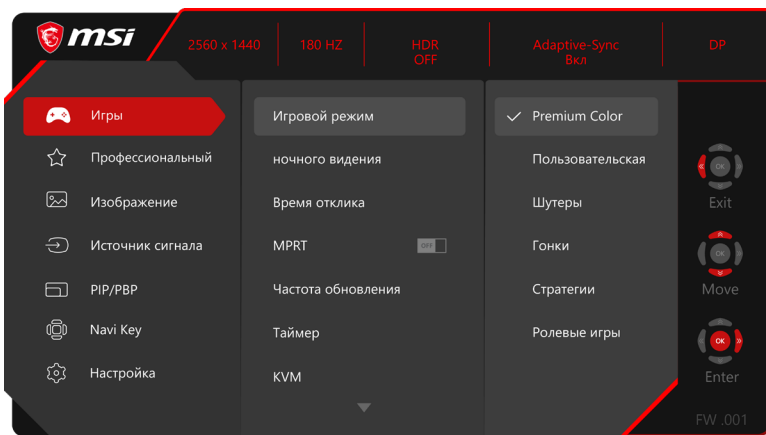 msi
2560 x 1440
180 HZ
HDR
OFF
Adaptive-Sync
Вкл
DP
Игры
Профессиональный
Изображение
Источник сигнала
PIP/PBP
Navi Key
Настройка
Игровой режим
ночного видения
Время отклика
MPRT
OFF
Частота обновления
Таймер
KVM
Premium Color
Пользовательская
Шутеры
Гонки
Стратегии
Ролевые игры
OK
Exit
OK
Move
OK
Enter
FW .001